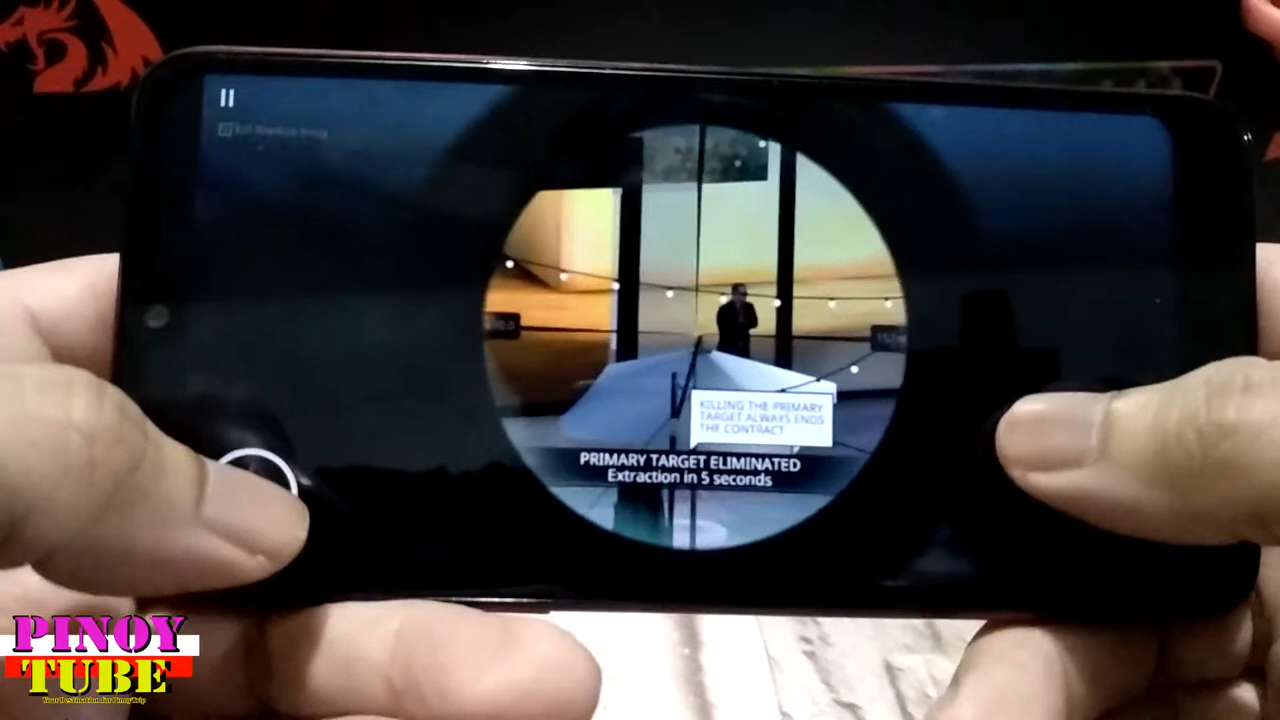 KILLING THE PRIMARY
TARGET ALWAYS ENDS
THE CONTRACT
PRIMARY TARGET ELIMINATED
Extraction in 5 seconds
PINOY
TUBE